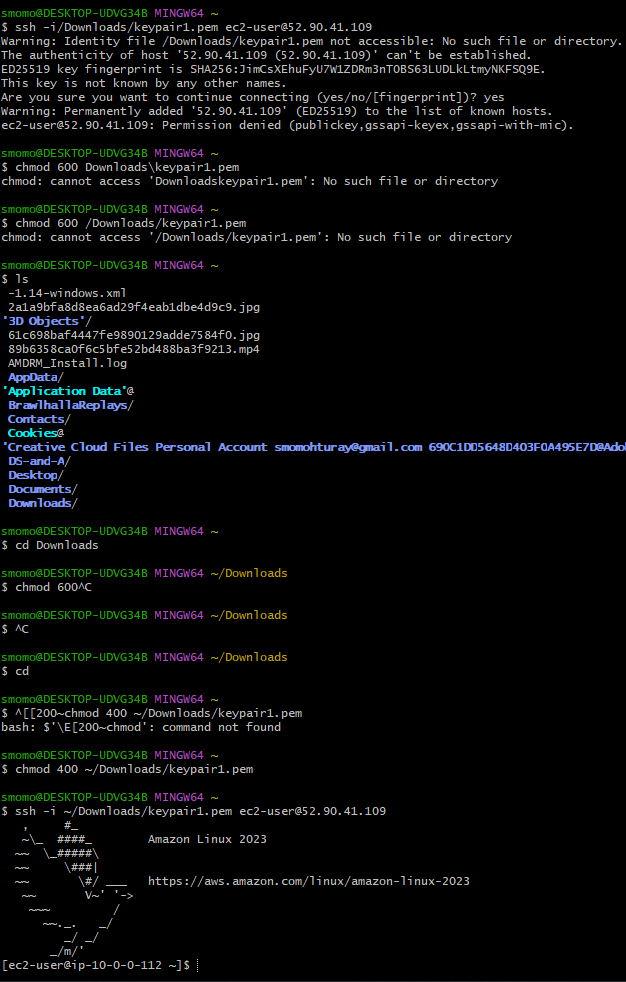 smomo@DESKTOP-UDVG34B MINGW64 ~
$ ssh -i/Downloads/keypair1.pem ec2-user@52.90.41.109
Warning: Identity file /Downloads/keypair1.pem not accessible: No such file or directory.
The authenticity of host '52.90.41.109 (52.90.41.109)' can't be established.
ED25519 key fingerprint is SHA256:JimCsXEhuFyU7W1ZDRm3nTOBS63LUDLkLtmyNKFSQ9E.
This key is not known by any other names.
Are you sure you want to continue connecting (yes/no/[fingerprint])? yes
Warning: Permanently added '52.90.41.109' (ED25519) to the list of known hosts.
ec2-user@52.90.41.109: Permission denied (publickey,gssapi-keyex,gssapi-with-mic).

smomo@DESKTOP-UDVG34B MINGW64 ~
$ chmod 600 Downloads\keypair1.pem
chmod: cannot access 'Downloadskeypair1.pem': No such file or directory

smomo@DESKTOP-UDVG34B MINGW64 ~
$ chmod 600 /Downloads/keypair1.pem
chmod: cannot access '/Downloads/keypair1.pem': No such file or directory

smomo@DESKTOP-UDVG34B MINGW64 ~
$ ls
 -1.14-windows.xml
 2a1a9bfa8d8ea6ad29f4eab1dbe4d9c9.jpg
'3D Objects'/
 61c698baf4447fe9890129adde7584f0.jpg
 89b6358ca0f6c5bfe52bd488ba3f9213.mp4
 AMDRM_Install.log
 AppData/
'Application Data'@
 BrawlhallaReplays/
 Contacts/
 Cookies@
'Creative Cloud Files Personal Account smomohturay@gmail.com 690C1DD5648D403F0A495E7D@Adob
 DS-and-A/
 Desktop/
 Documents/
 Downloads/

smomo@DESKTOP-UDVG34B MINGW64 ~
$ cd Downloads

smomo@DESKTOP-UDVG34B MINGW64 ~/Downloads
$ chmod 600^C

smomo@DESKTOP-UDVG34B MINGW64 ~/Downloads
$ ^C

smomo@DESKTOP-UDVG34B MINGW64 ~/Downloads
$ cd

smomo@DESKTOP-UDVG34B MINGW64 ~
$ ^[[200~chmod 400 ~/Downloads/keypair1.pem
bash: $'\E[200~chmod': command not found

smomo@DESKTOP-UDVG34B MINGW64 ~
$ chmod 400 ~/Downloads/keypair1.pem

smomo@DESKTOP-UDVG34B MINGW64 ~
$ ssh -i ~/Downloads/keypair1.pem ec2-user@52.90.41.109
   ,     #_
   ~\_  ####_        Amazon Linux 2023
  ~~  \_#####\
  ~~     \###|
  ~~       \#/ ___   https://aws.amazon.com/linux/amazon-linux-2023
   ~~       V~' '->
    ~~~         /
      ~~._.   _/
         _/ _/
       _/m/'
[ec2-user@ip-10-0-0-112 ~]$